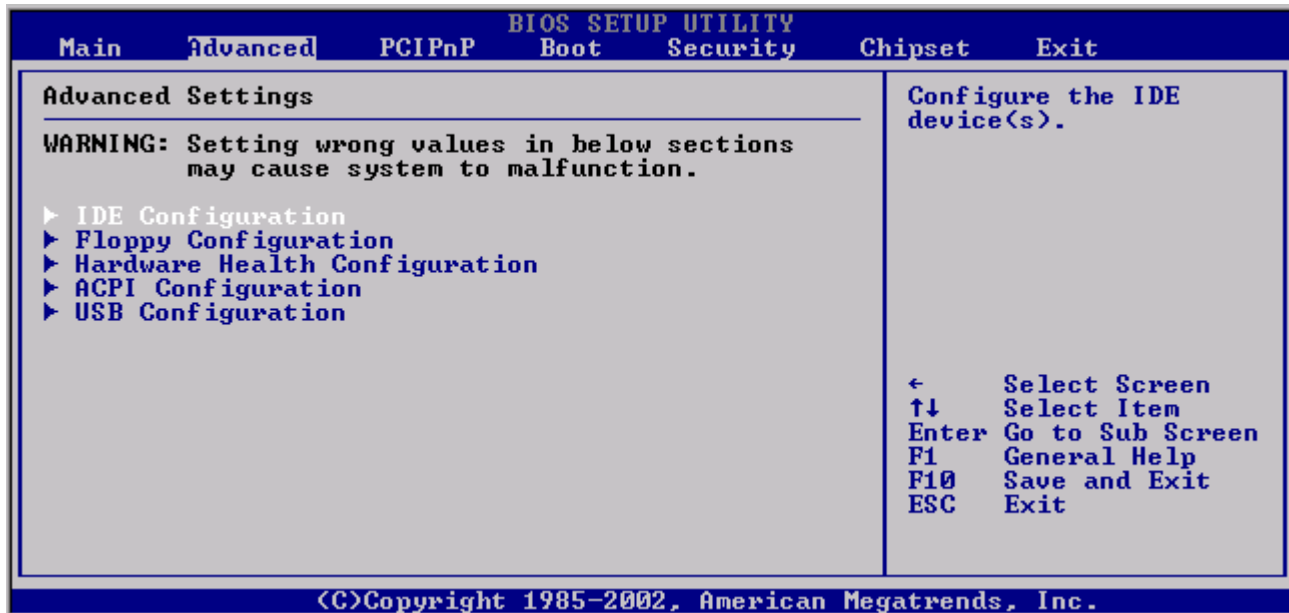 BIOS SETUP UTILITY
Main Advanced PCIPnP Boot Security Chipset Exit
Advanced Settings
WARNING: Setting wrong values in below sections
may cause system to malfunction.
► IDE Configuration
► Floppy Configuration
► Hardware Health Configuration
► ACPI Configuration
► USB Configuration
Configure the IDE
device(s).
← Select Screen
↑↓ Select Item
Enter Go to Sub Screen
F1 General Help
F10 Save and Exit
ESC Exit
(C)Copyright 1985-2002, American Megatrends, Inc.